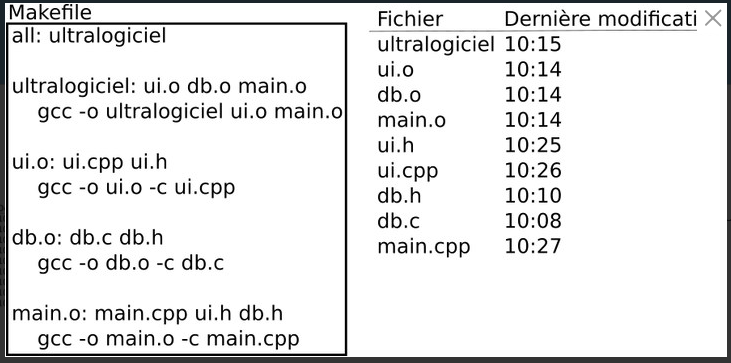 Makefile
all: ultralogiciel
ultralogiciel: ui.o db.o main.o
gcc -o ultralogiciel ui.o main.o
ui.o: ui.cpp ui.h
gcc -o ui.o -c ui.cpp
db.o: db.c db.h
gcc -o db.o -c db.c
main.o: main.cpp ui.h db.h
gcc -o main.o -c main.cpp
Fichier Dernière modificati
ultralogiciel 10:15
ui.o 10:14
db.o 10:14
main.o 10:14
ui.h 10:25
ui.cpp 10:26
db.h 10:10
db.c 10:08
main.cpp 10:27